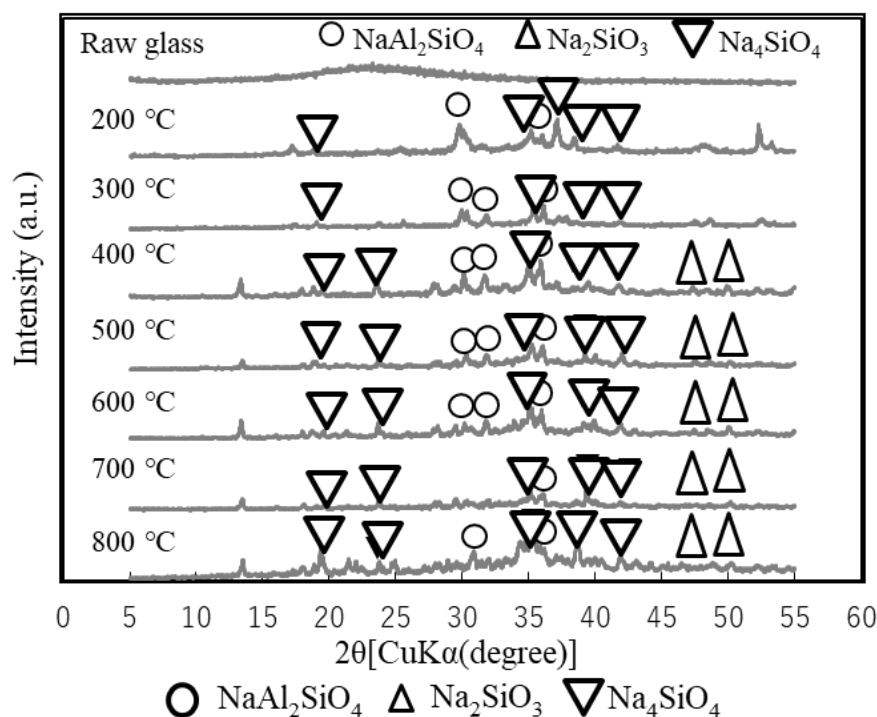 Raw glass NaAl₂SiO₄ Na₂SiO₃ Na₄SiO₄
200 °C
300 °C
400 °C
500 °C
600 °C
700 °C
800 °C
Intensity (a.u.)
0 5 10 15 20 25 30 35 40 45 50 55 60
2θ[CuKα(degree)]
NaAl₂SiO₄ Na₂SiO₃ Na₄SiO₄